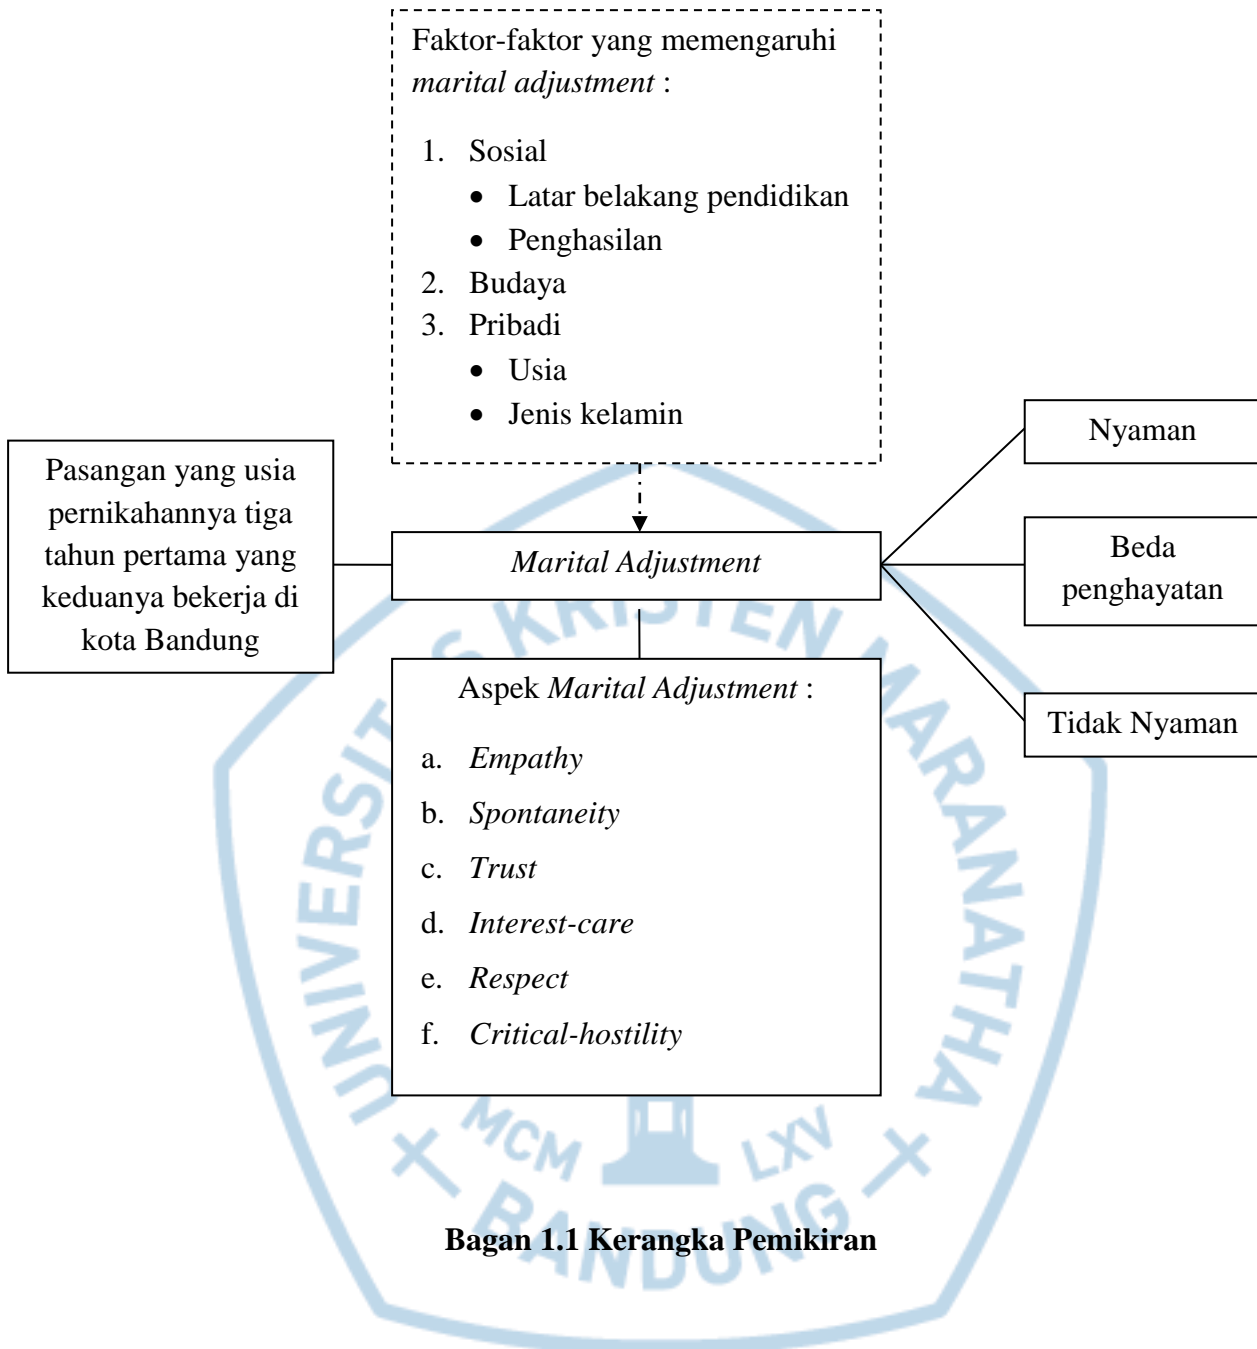 Faktor-faktor yang memengaruhi
marital adjustment :
1. Sosial
• Latar belakang pendidikan
• Penghasilan
2. Budaya
3. Pribadi
• Usia
• Jenis kelamin
Pasangan yang usia
pernikahannya tiga
tahun pertama yang
keduanya bekerja di
kota Bandung
Marital Adjustment
Nyaman
Beda
penghayatan
Tidak Nyaman
Aspek Marital Adjustment :
a. Empathy
b. Spontaneity
c. Trust
d. Interest-care
e. Respect
f. Critical-hostility
UNIVERSIT S KRISTEN MARANATHA
MCM LXV
BANDUNG
Bagan 1.1 Kerangka Pemikiran